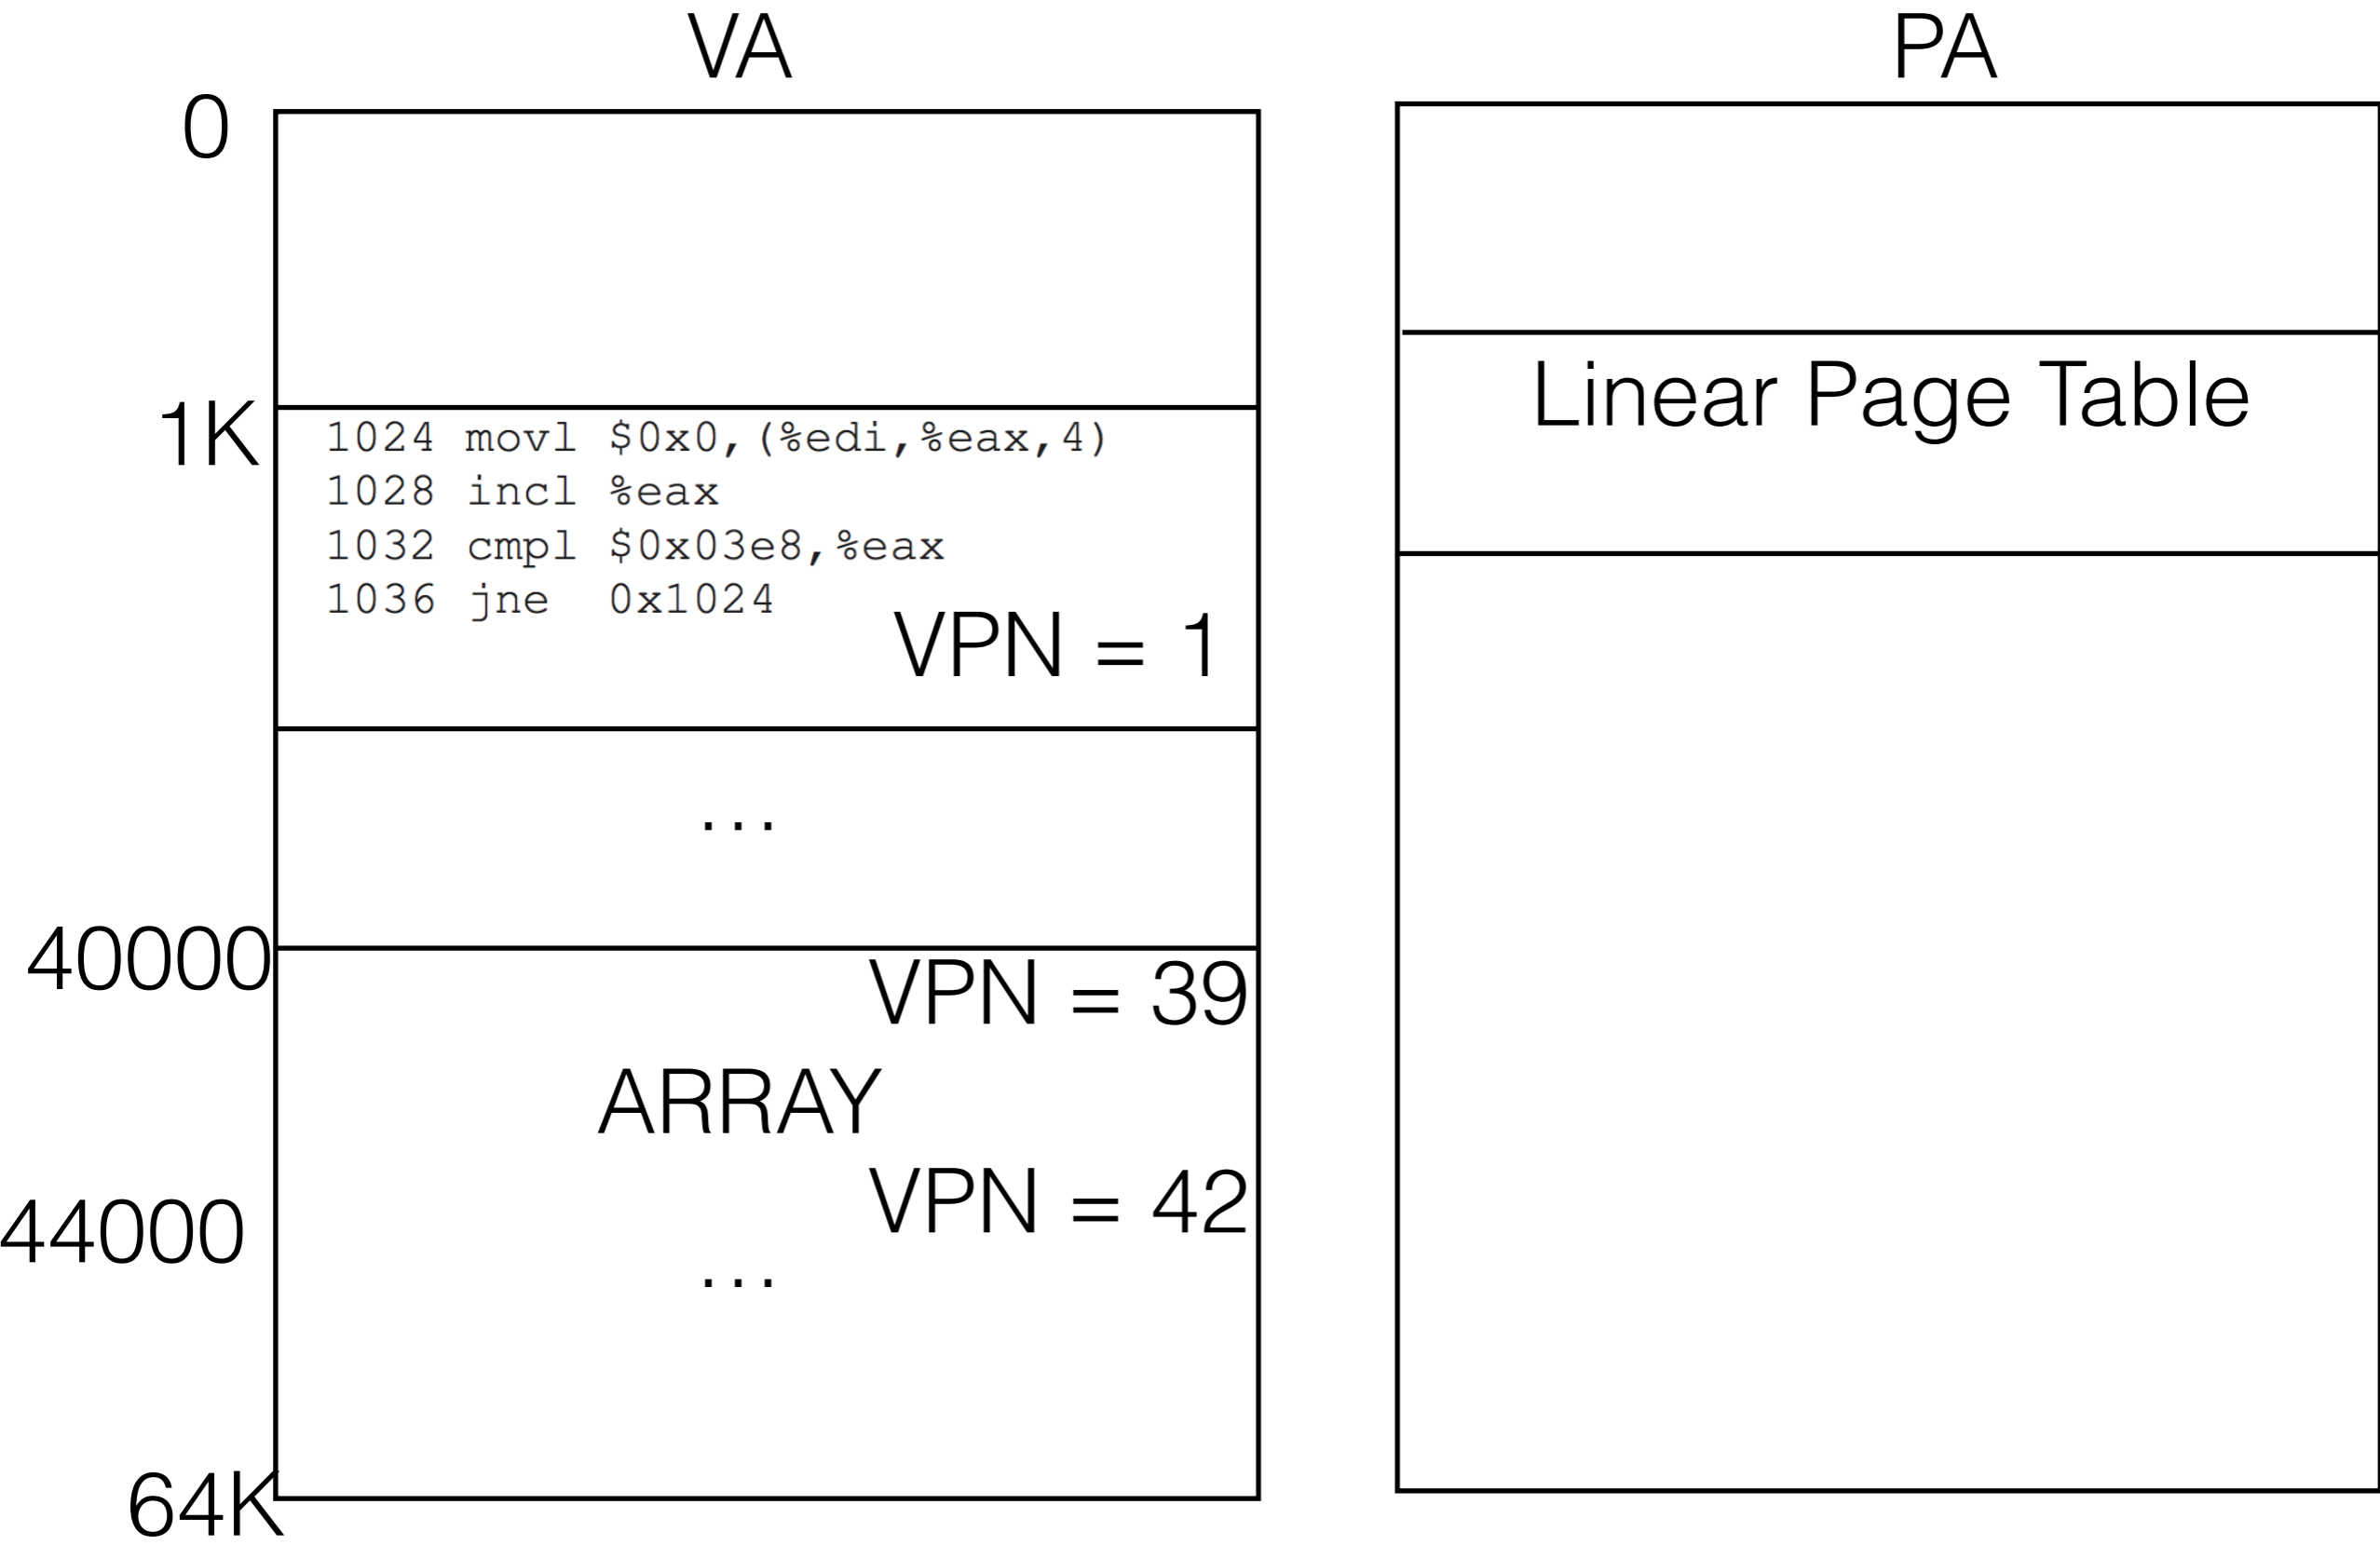 VA
PA
0
1K
1024 movl $0x0,(%edi,%eax,4)
1028 incl %eax
1032 cmpl $0x03e8,%eax
1036 jne 0x1024
VPN = 1
Linear Page Table
...
40000
VPN = 39
ARRAY
VPN = 42
44000
...
64K